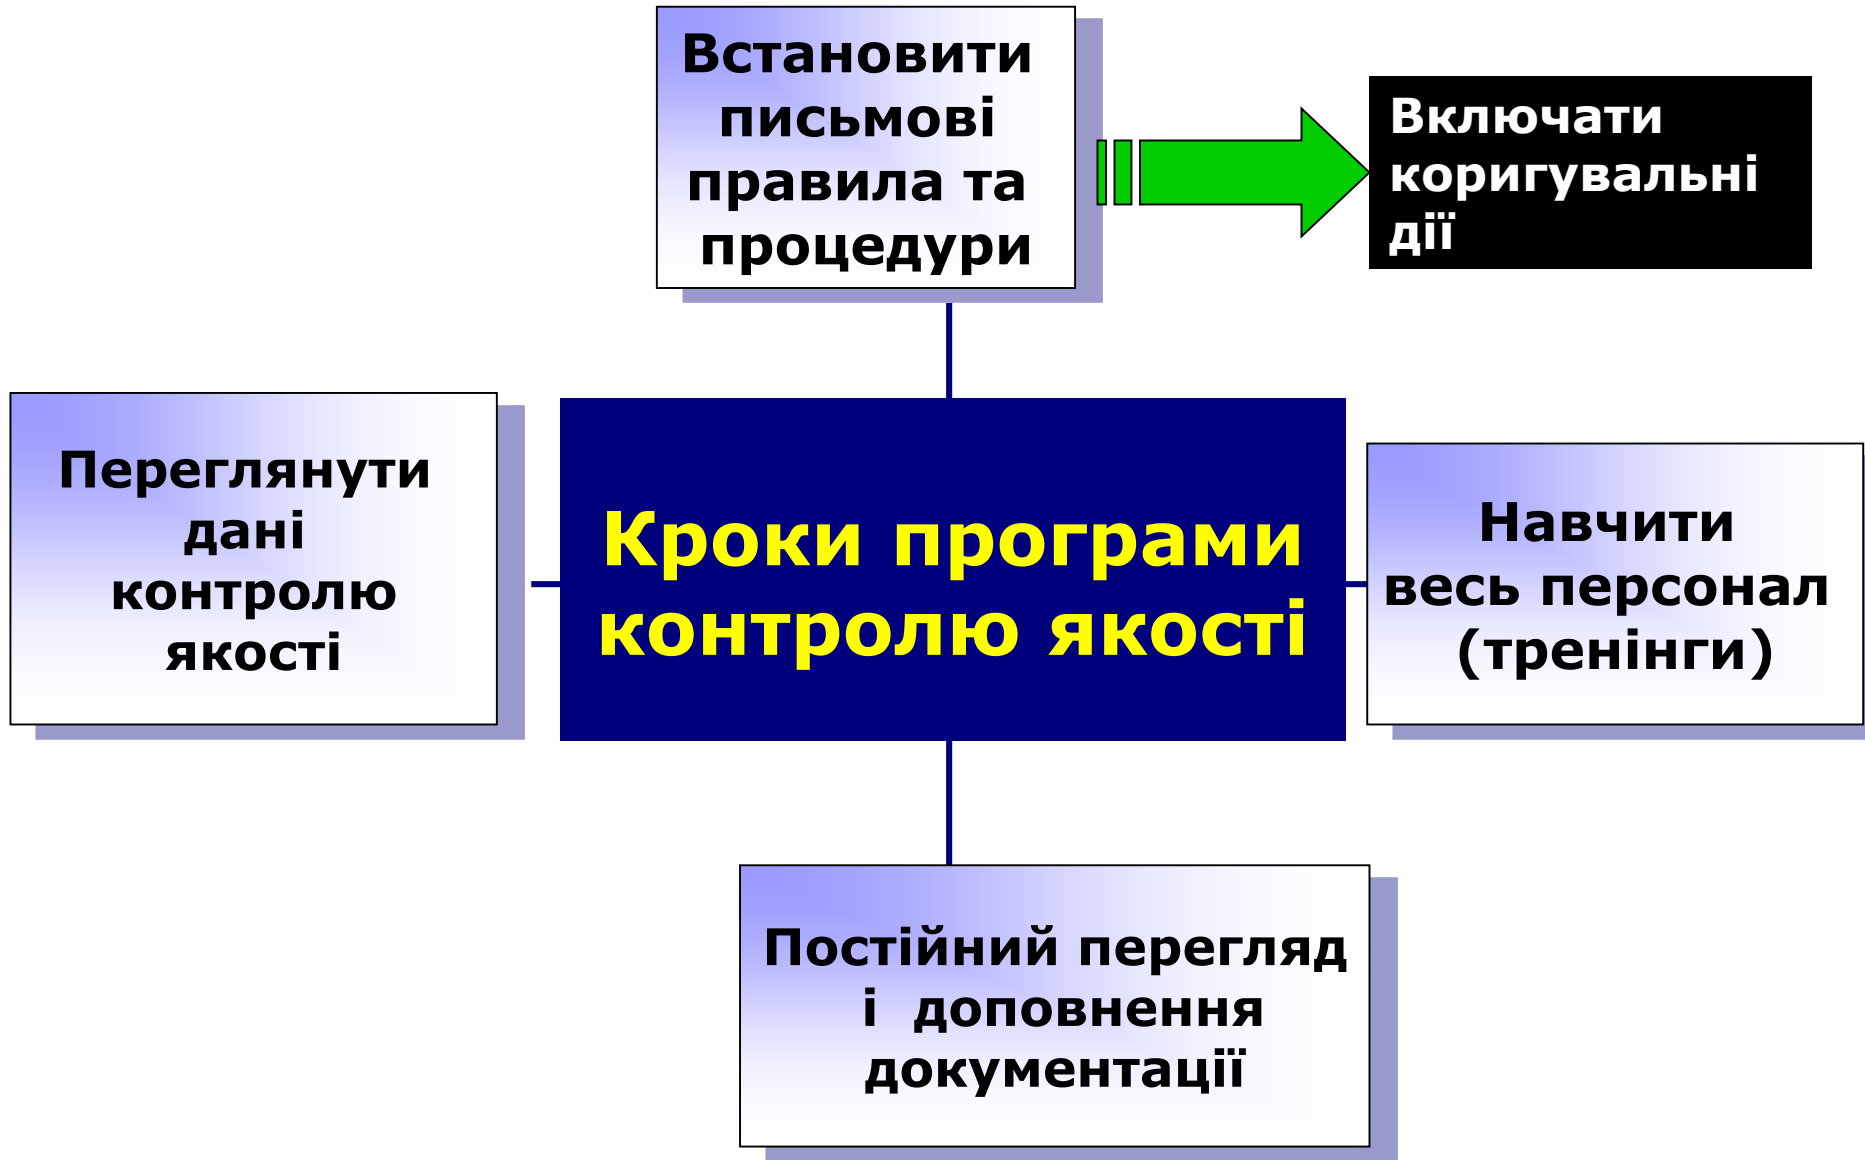 Встановити
письмові
правила та
процедури
Включати
коригувальні
дії
Переглянути
дані
контролю
якості
Кроки програми
контролю якості
Навчити
весь персонал
(тренінги)
Постійний перегляд
і доповнення
документації